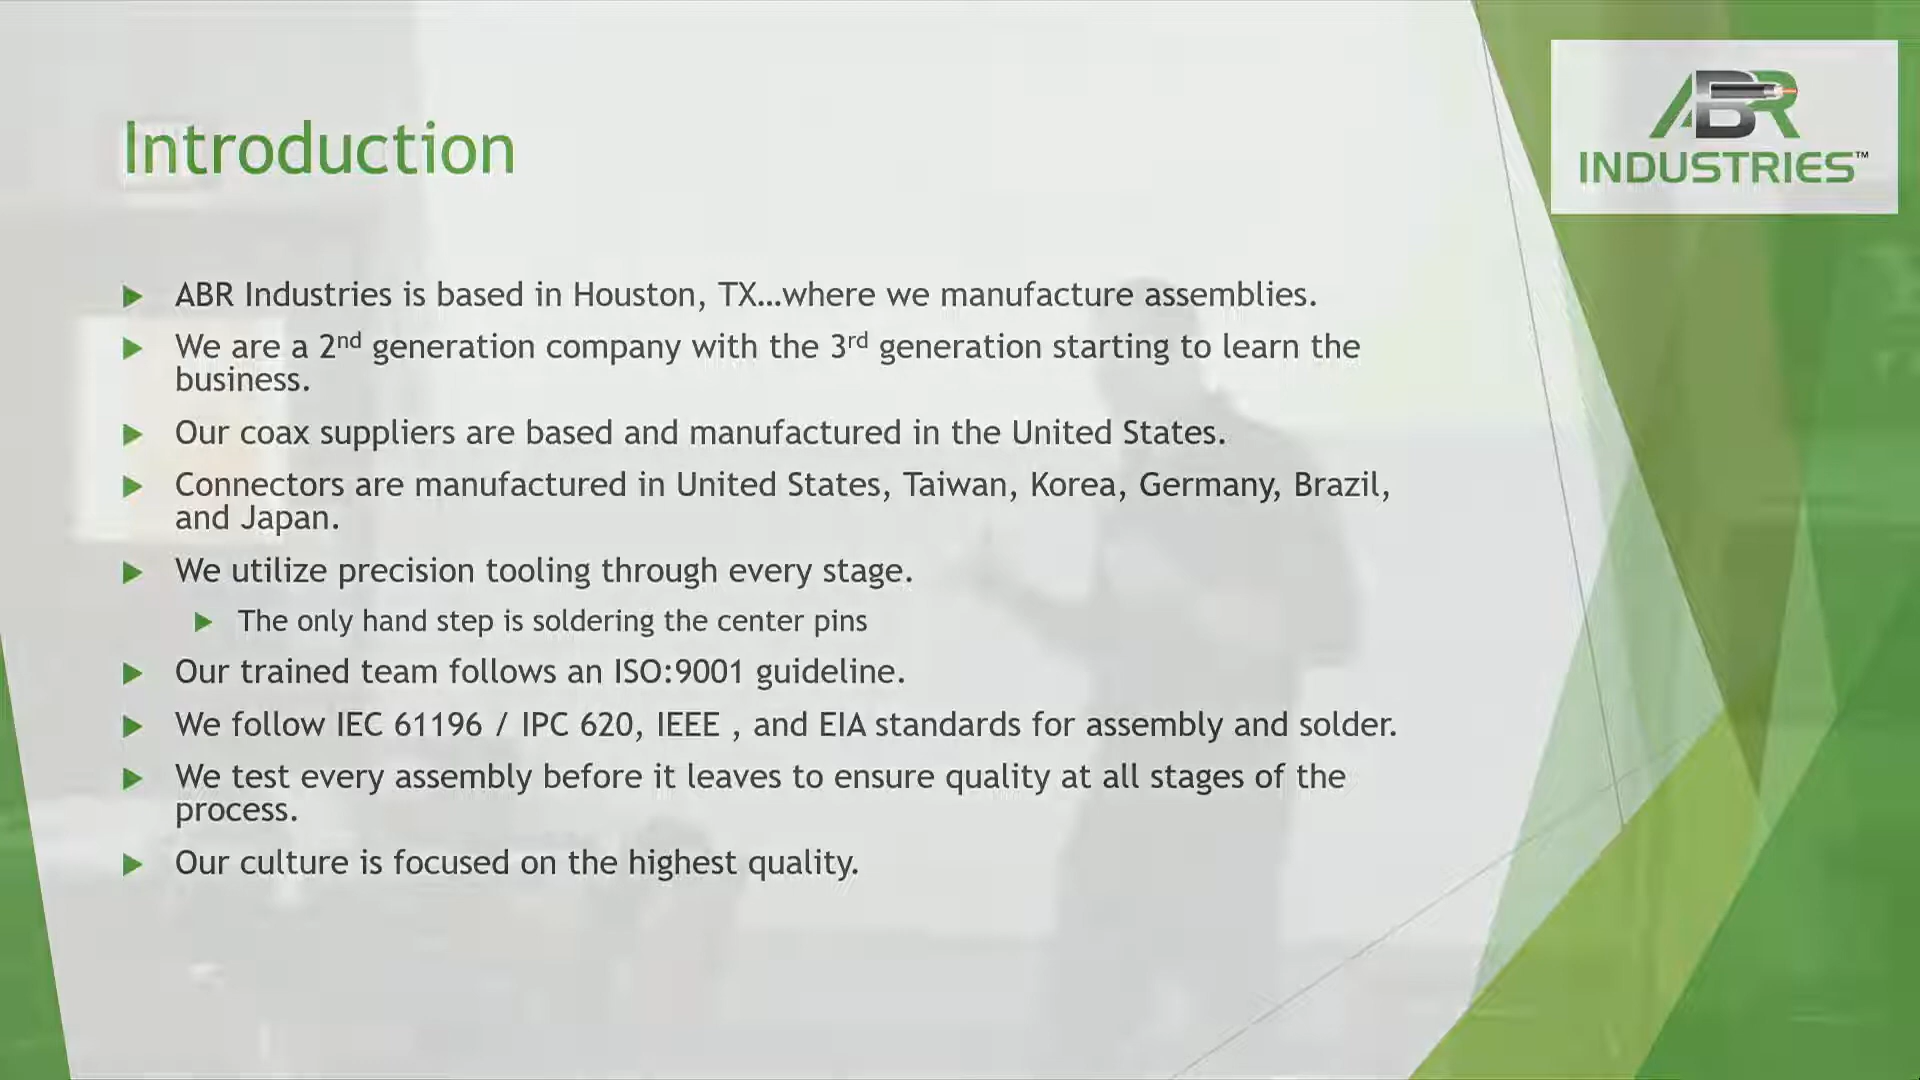 Introduction
ABR
INDUSTRIES™
ABR Industries is based in Houston, TX…where we manufacture assemblies.
We are a 2nd generation company with the 3rd generation starting to learn the
business.
Our coax suppliers are based and manufactured in the United States.
Connectors are manufactured in United States, Taiwan, Korea, Germany, Brazil,
and Japan.
We utilize precision tooling through every stage.
The only hand step is soldering the center pins
Our trained team follows an ISO:9001 guideline.
We follow IEC 61196 / IPC 620, IEEE , and EIA standards for assembly and solder.
We test every assembly before it leaves to ensure quality at all stages of the
process.
Our culture is focused on the highest quality.